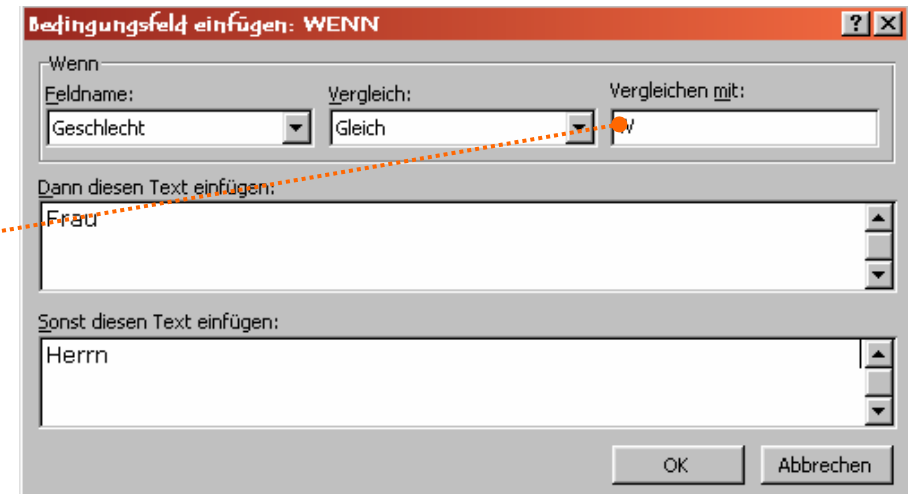 Bedingungsfeld einfügen: WENN
Wenn
Feldname: Vergleich: Vergleichen mit:
Geschlecht Gleich W
Dann diesen Text einfügen:
Frau
Sonst diesen Text einfügen:
Herrn
OK Abbrechen